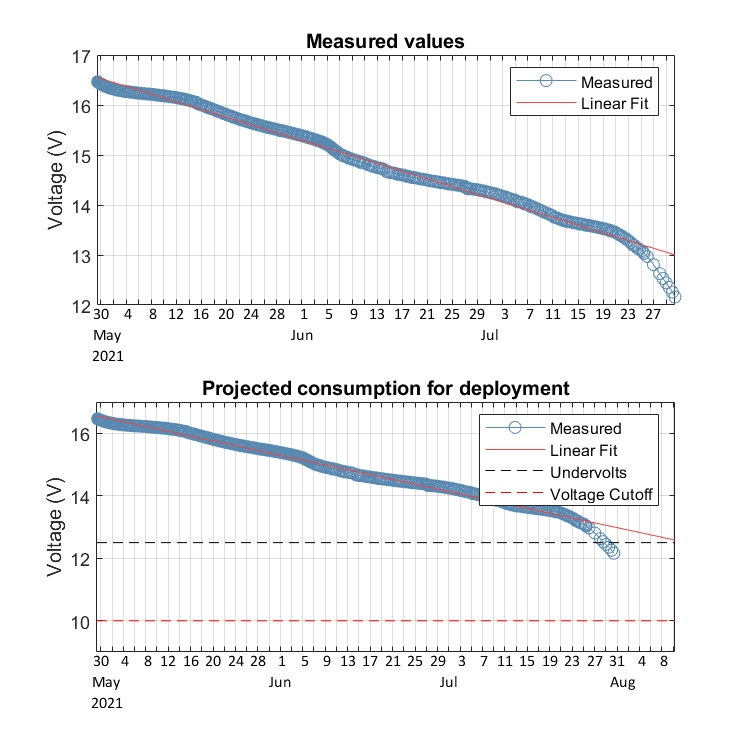 Measured values
17
16
15
14
13
12
Voltage (V)
Measured
Linear Fit
30 4 8 12 16 20 24 28 1 5 9 13 17 21 25 29 3 7 11 15 19 23 27
May Jun Jul
2021
Projected consumption for deployment
16
14
12
10
Voltage (V)
Measured
Linear Fit
Undervolts
Voltage Cutoff
30 4 8 12 16 20 24 28 1 5 9 13 17 21 25 29 3 7 11 15 19 23 27 31 4 8
May Jun Jul Aug
2021